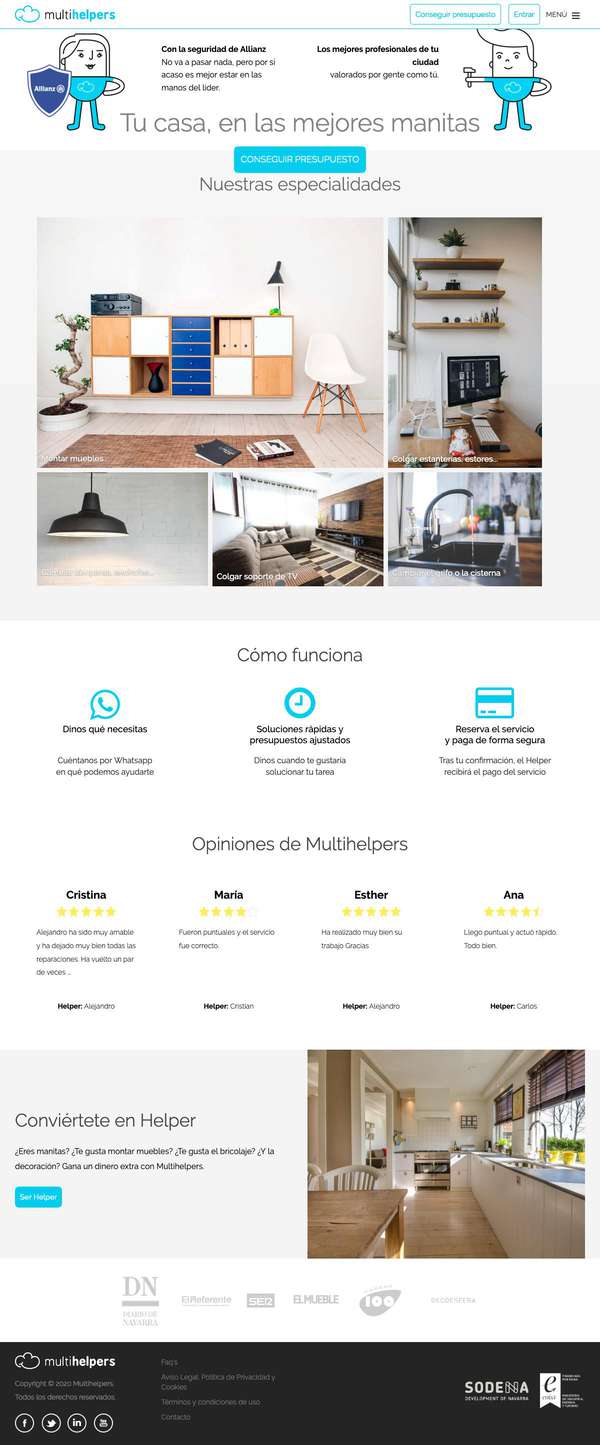 multihelpers
Conseguir presupuesto
Entrar
MENÚ
Con la seguridad de Allianz
No va a pasar nada, pero por si
acaso es mejor estar en las
manos del lider.
Los mejores profesionales de tu
ciudad
valorados por gente como tú.
Allianz
Tu casa, en las mejores manitas
CONSEGUIR PRESUPUESTO
Nuestras especialidades
Montar muebles
Colgar estanterias, estores...
Colgar soporte de TV
Cambiar el grifo o la cisterna
Cómo funciona
Dinos qué necesitas
Cuéntanos por Whatsapp
en qué podemos ayudarte
Soluciones rápidas y
presupuestos ajustados
Dinos cuando te gustaría
solucionar tu tarea
Reserva el servicio
y paga de forma segura
Tras tu confirmación, el Helper
recibirá el pago del servicio
Opiniones de Multihelpers
Cristina
Alejandro ha sido muy amable
y ha dejado muy bien todas las
reparaciones. Ha vuelto un par
de veces ...
Helper: Alejandro
María
Fueron puntuales y el servicio
fue correcto.
Helper: Cristian
Esther
Ha realizado muy bien su
trabajo Gracias
Helper: Alejandro
Ana
Llego puntual y actuó rápido.
Todo bien.
Helper: Carlos
Conviértete en Helper
¿Eres manitas? ¿Te gusta montar muebles? ¿Te gusta el bricolaje? ¿Y la
decoración? Gana un dinero extra con Multihelpers.
Ser Helper
DN
DIARIO DE
NAVARRA
ElReferente
SER
EL MUEBLE
100
DECOESFERA
multihelpers
Copyright © 2020 Multihelpers.
Todos los derechos reservados.
Faq's
Aviso Legal, Política de Privacidad y
Cookies
Términos y condiciones de uso
Contacto
SODENA
DEVELOPMENT OF NAVARRA